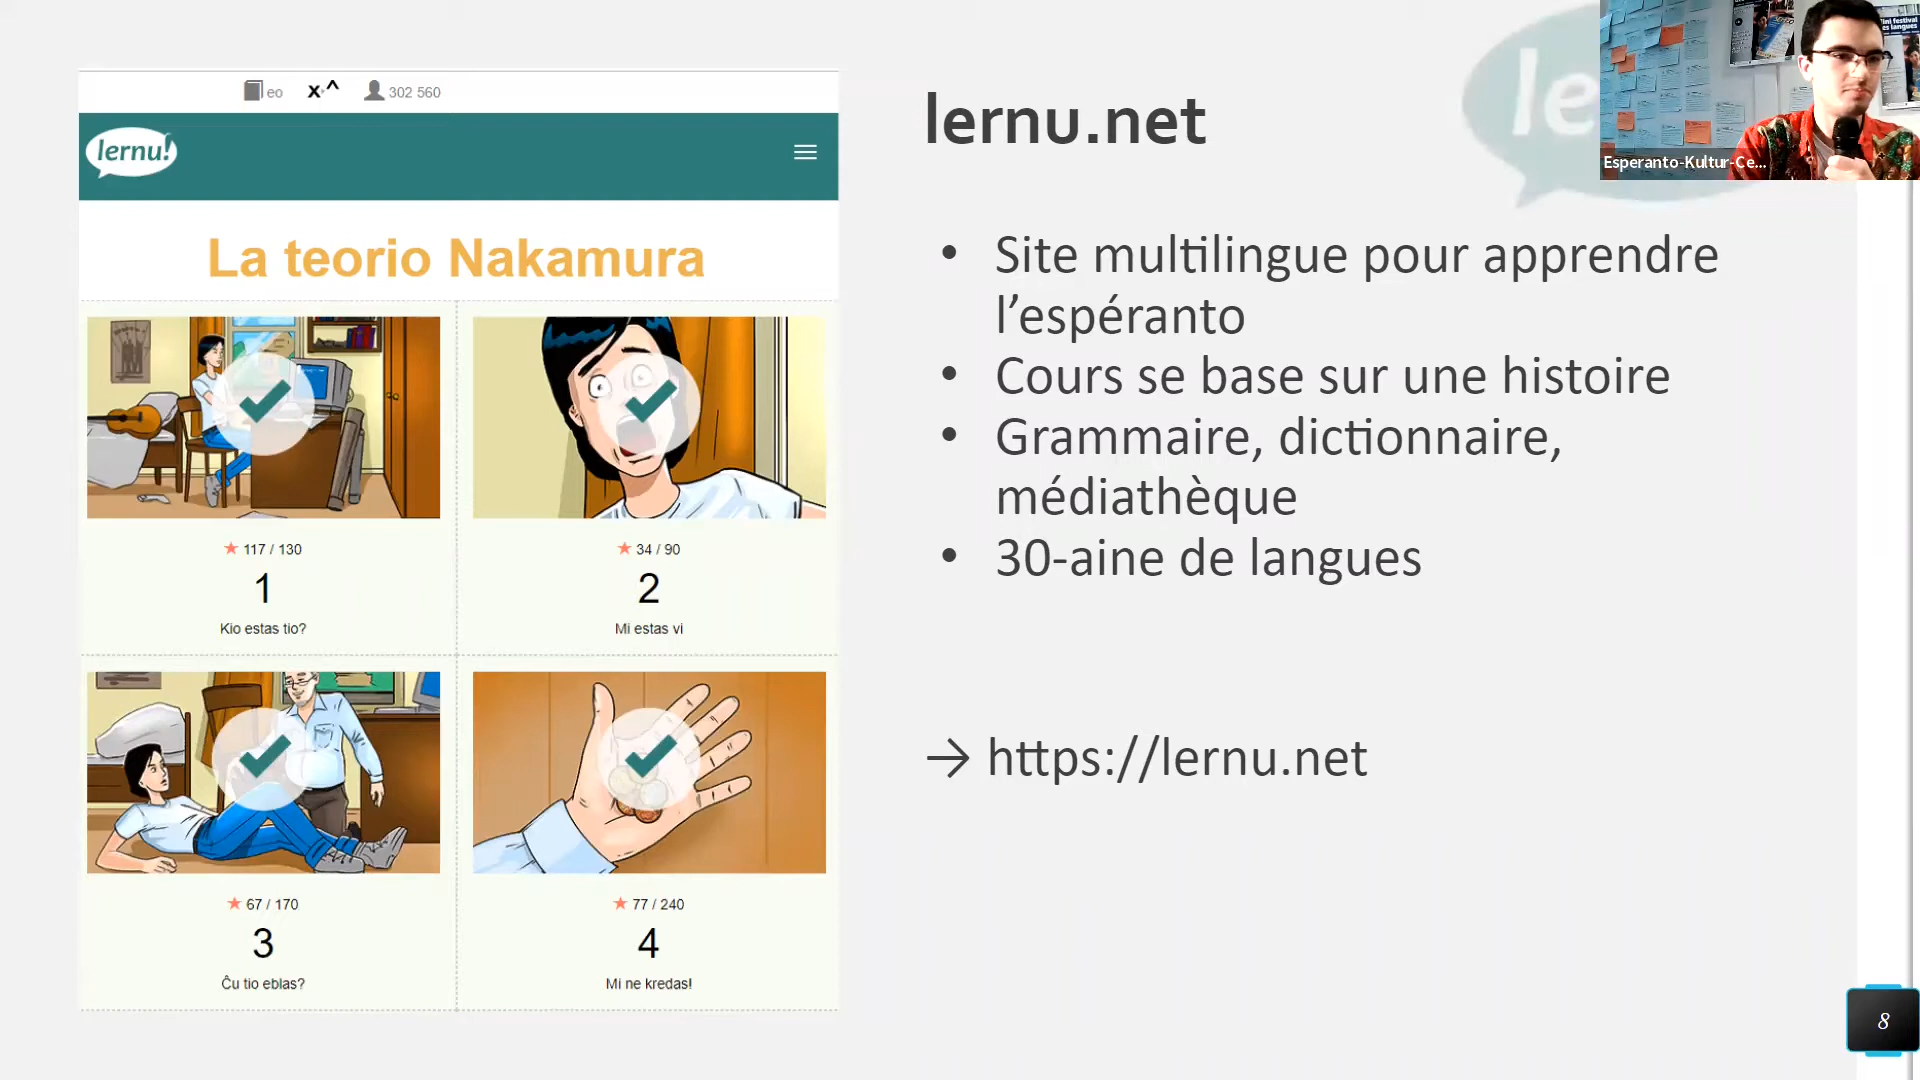 eo x^ 302 560
lernu!
La teorio Nakamura
117 / 130
34 / 90
1
2
Kio estas tio?
Mi estas vi
67 / 170
77 / 240
3
4
Ĉu tio eblas?
Mi ne kredas!
lernu.net
• Site multilingue pour apprendre
l’espéranto
• Cours se base sur une histoire
• Grammaire, dictionnaire,
médiathèque
• 30-aine de langues
→ https://lernu.net
le
Esperanto-Kultur-Ce...
8